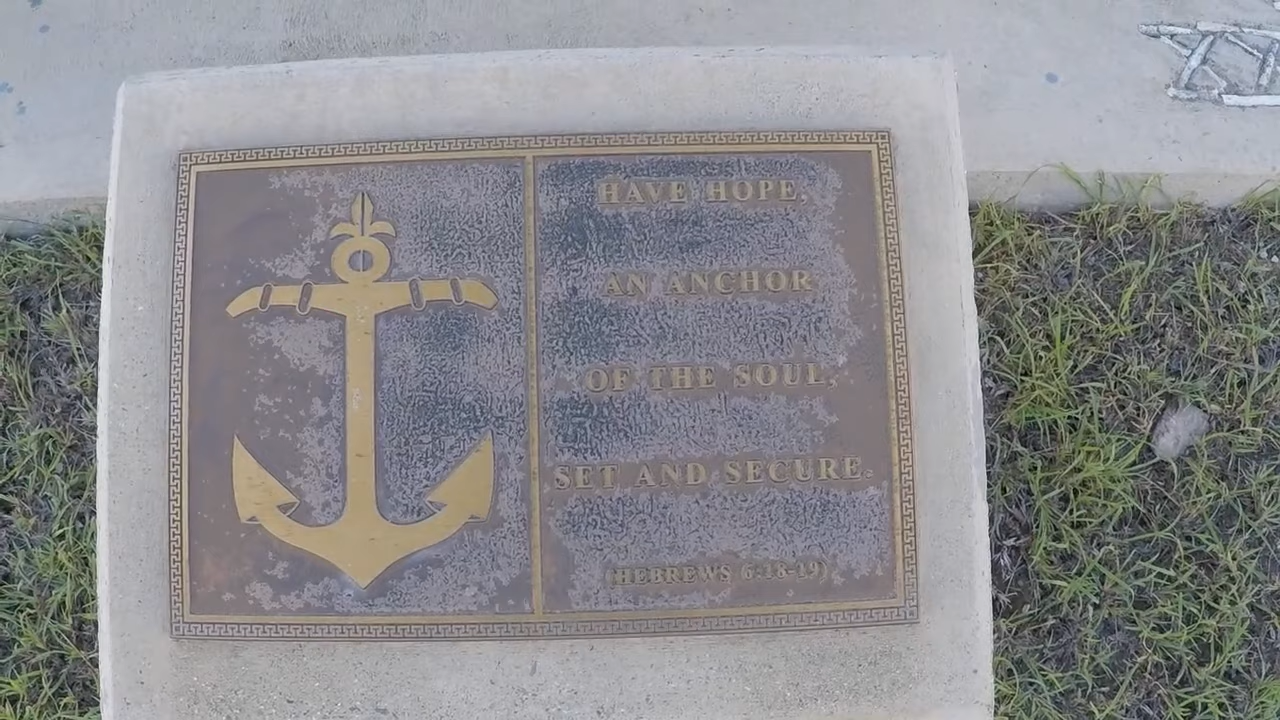 HAVE HOPE,
AN ANCHOR
OF THE SOUL,
SET AND SECURE.
(HEBREWS 6:18-19)